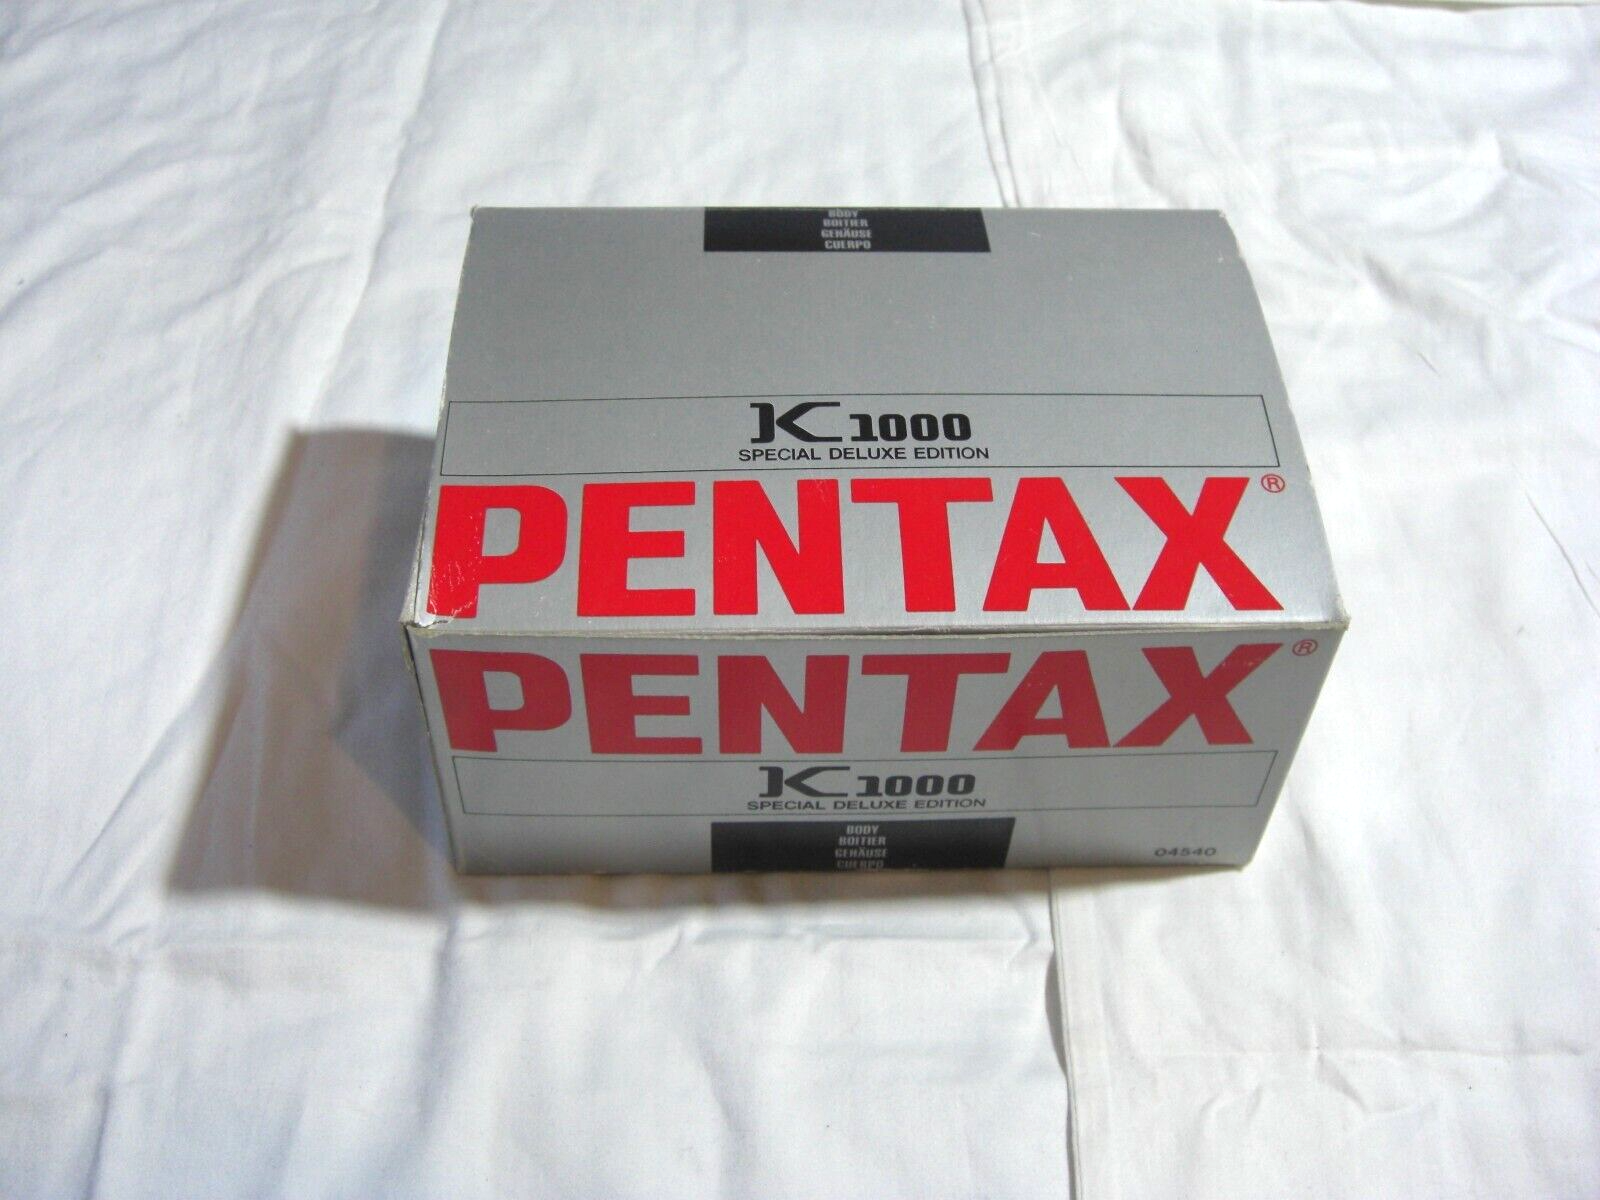 BODY
BOITIER
GEHÄUSE
CUERPO
K1000
SPECIAL DELUXE EDITION
PENTAX®
PENTAX®
K1000
SPECIAL DELUXE EDITION
BODY
BOITIER
GEHÄUSE
CUERPO
04540